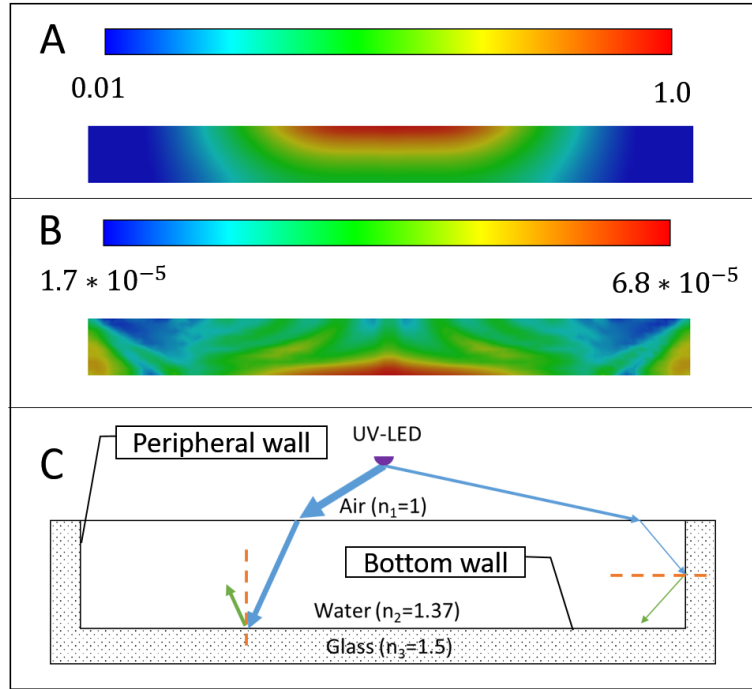 A
0.01
1.0
B
1.7 * 10⁻⁵
6.8 * 10⁻⁵
C
Peripheral wall
UV-LED
Air (n₁=1)
Bottom wall
Water (n₂=1.37)
Glass (n₃=1.5)